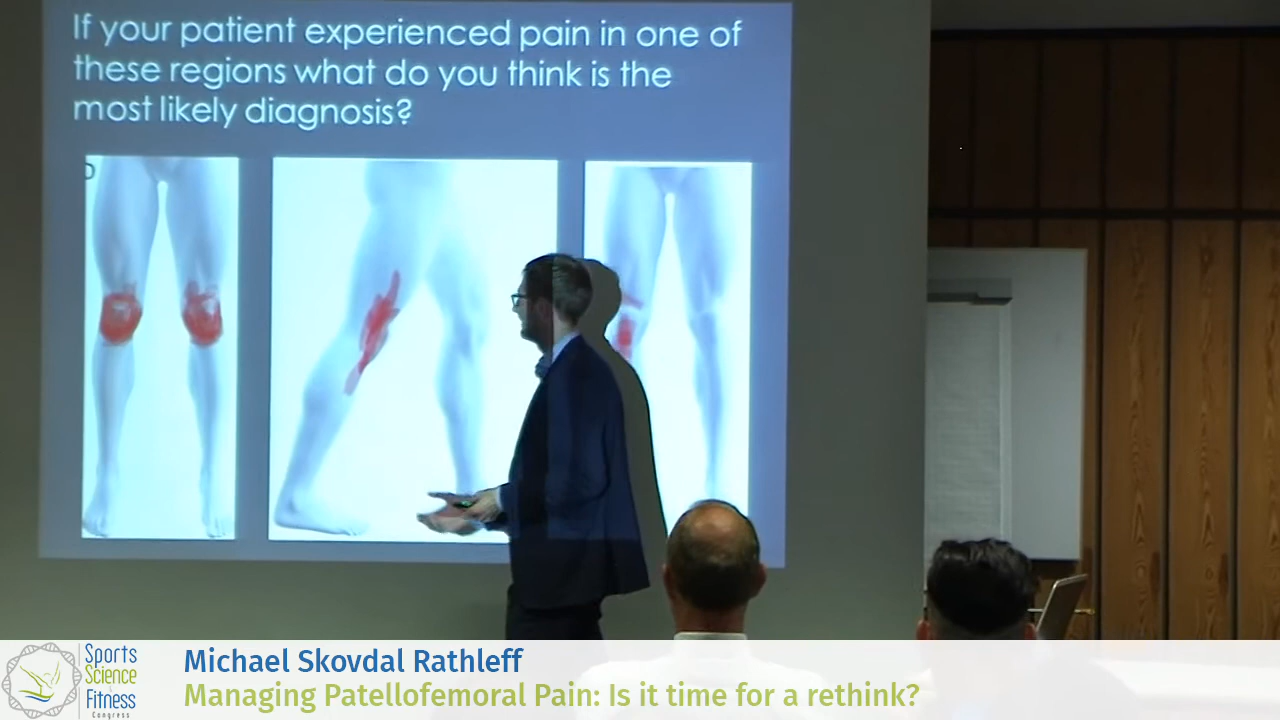 If your patient experienced pain in one of
these regions what do you think is the
most likely diagnosis?
Sports
Science
Fitness
Congress
Michael Skovdal Rathleff
Managing Patellofemoral Pain: Is it time for a rethink?